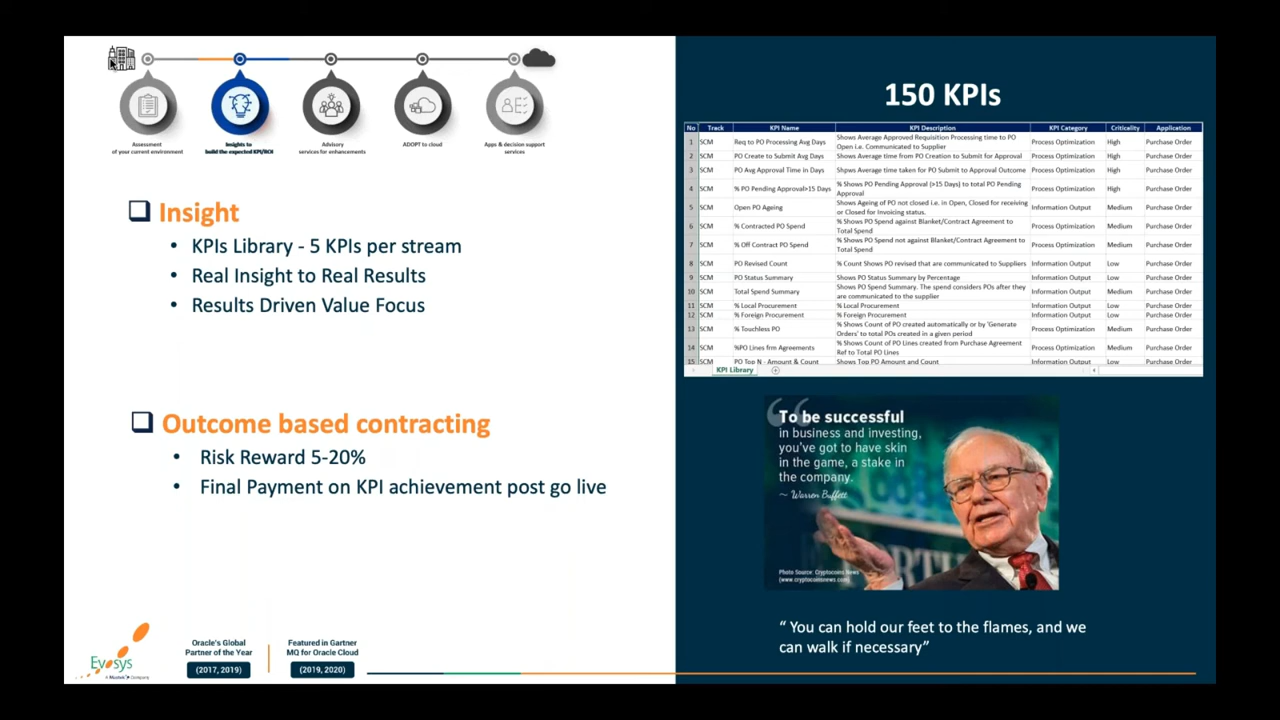 Assessment
of your current environment
Insights to
build the expected KPI/ROI
Advisory
services for enhancements
ADOPT to cloud
Apps & decision support
services
Insight
• KPIs Library - 5 KPIs per stream
• Real Insight to Real Results
• Results Driven Value Focus
Outcome based contracting
• Risk Reward 5-20%
• Final Payment on KPI achievement post go live
Evosys
A Mastek Company
Oracle's Global
Partner of the Year
(2017, 2019)
Featured in Gartner
MQ for Oracle Cloud
(2019, 2020)
150 KPIs
No Track KPI Name KPI Description KPI Category Criticality Application
1 SCM Req to PO Processing Avg Days Shows Average Approved Requisition Processing time to PO Open i.e. Communicated to Supplier Process Optimization High Purchase Order
2 SCM PO Create to Submit Avg Days Shows Average time from PO Creation to Submit for Approval Process Optimization High Purchase Order
3 SCM PO Avg Approval Time in Days Shpws Average time taken for PO Submit to Approval Outcome Process Optimization High Purchase Order
4 SCM % PO Pending Approval>15 Days % Shows PO Pending Approval (>15 Days) to total PO Pending Approval Process Optimization High Purchase Order
5 SCM Open PO Ageing Shows Ageing of PO not closed i.e. in Open, Closed for receiving or Closed for Invoicing status. Information Output Medium Purchase Order
6 SCM % Contracted PO Spend % Shows PO Spend against Blanket/Contract Agreement to Total Spend Information Output Medium Purchase Order
7 SCM % Off Contract PO Spend % Shows PO Spend not against Blanket/Contract Agreement to Total Spend Information Output Medium Purchase Order
8 SCM PO Revised Count % Count Shows PO revised that are communicated to Suppliers Information Output Low Purchase Order
9 SCM PO Status Summary Shows PO Status Summary by Percentage Information Output Low Purchase Order
10 SCM Total Spend Summary Shows PO Spend Summary. The spend considers POs after they are communicated to the supplier Information Output Medium Purchase Order
11 SCM % Local Procurement % Local Procurement Information Output Low Purchase Order
12 SCM % Foreign Procurement % Foreign Procurement Information Output Low Purchase Order
13 SCM % Touchless PO % Shows Count of PO created automatically or by 'Generate Orders' to total POs created in a given period Process Optimization Medium Purchase Order
14 SCM %PO Lines frm Agreements % Shows Count of PO Lines created from Purchase Agreement Ref to Total PO Lines Process Optimization Medium Purchase Order
15 SCM PO Top N - Amount & Count Shows Top PO Amount and Count Information Output Low Purchase Order
KPI Library
To be successful
in business and investing,
you've got to have skin
in the game, a stake in
the company.
~ Warren Buffett
Photo Source: Cryptocoins News
(www.cryptocoinsnews.com)
“ You can hold our feet to the flames, and we
can walk if necessary”